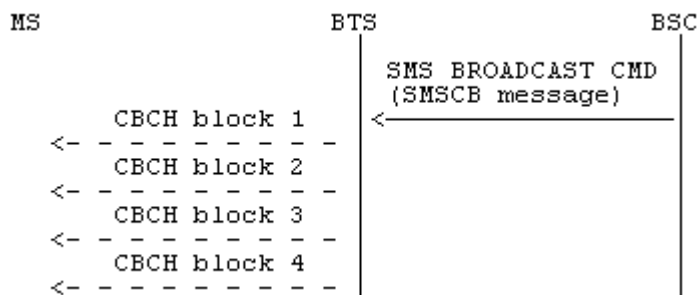 MS BTS BSC
SMS BROADCAST CMD
(SMSCB message)
CBCH block 1
CBCH block 2
CBCH block 3
CBCH block 4